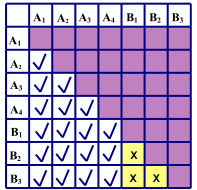 A1 A2 A3 A4 B1 B2 B3
A1
A2 ✓
A3 ✓ ✓
A4 ✓ ✓ ✓
B1 ✓ ✓ ✓ ✓
B2 ✓ ✓ ✓ ✓ x
B3 ✓ ✓ ✓ ✓ x x